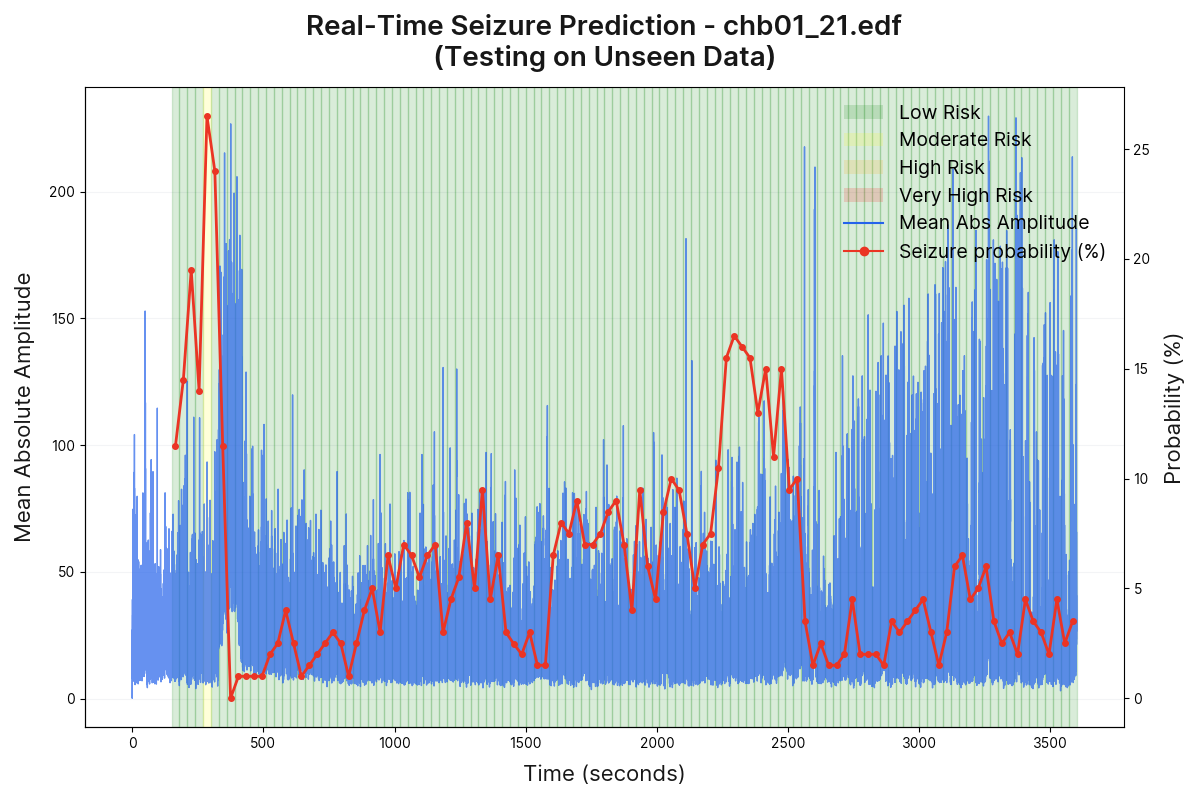 Real-Time Seizure Prediction - chb01_21.edf
(Testing on Unseen Data)
Low Risk
Moderate Risk
High Risk
Very High Risk
Mean Abs Amplitude
Seizure probability (%)
Mean Absolute Amplitude
200
150
100
50
0
25
20
15
10
5
0
Probability (%)
0 500 1000 1500 2000 2500 3000 3500
Time (seconds)